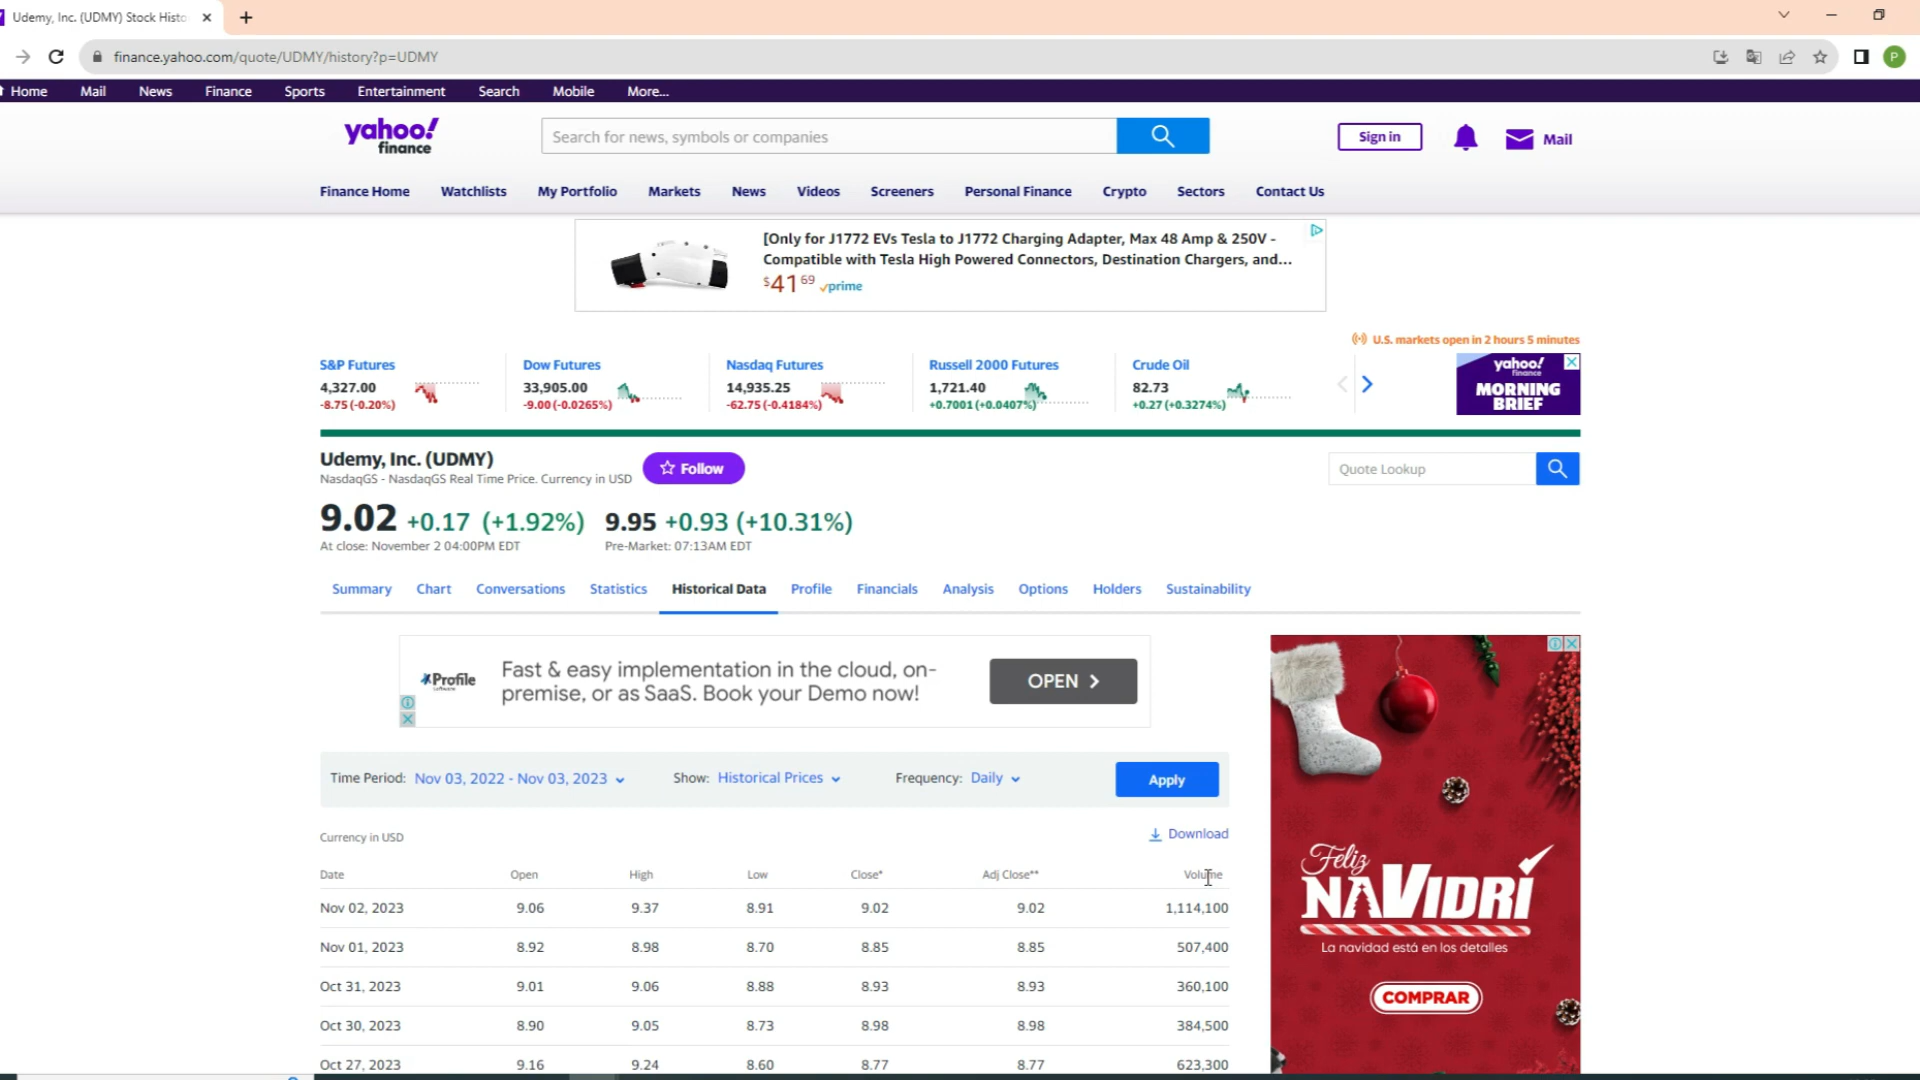 Udemy, Inc. (UDMY) Stock Histo
finance.yahoo.com/quote/UDMY/history?p=UDMY
P
Home Mail News Finance Sports Entertainment Search Mobile More...
yahoo!
finance
Search for news, symbols or companies
Sign in
Mail
Finance Home Watchlists My Portfolio Markets News Videos Screeners Personal Finance Crypto Sectors Contact Us
[Only for J1772 EVs Tesla to J1772 Charging Adapter, Max 48 Amp & 250V -
Compatible with Tesla High Powered Connectors, Destination Chargers, and...
$41 69 prime
U.S. markets open in 2 hours 5 minutes
S&P Futures Dow Futures Nasdaq Futures Russell 2000 Futures Crude Oil
4,327.00 33,905.00 14,935.25 1,721.40 82.73
-8.75 (-0.20%) -9.00 (-0.0265%) -62.75 (-0.4184%) +0.7001 (+0.0407%) +0.27 (+0.3274%)
yahoo!
finance
MORNING
BRIEF
Udemy, Inc. (UDMY)
NasdaqGS - NasdaqGS Real Time Price. Currency in USD
Follow
Quote Lookup
9.02 +0.17 (+1.92%) 9.95 +0.93 (+10.31%)
At close: November 2 04:00PM EDT Pre-Market: 07:13AM EDT
Summary Chart Conversations Statistics Historical Data Profile Financials Analysis Options Holders Sustainability
Profile
Fast & easy implementation in the cloud, on-
premise, or as SaaS. Book your Demo now!
OPEN
Time Period: Nov 03, 2022 - Nov 03, 2023 Show: Historical Prices Frequency: Daily Apply
Currency in USD Download
Date Open High Low Close* Adj Close** Volume
Nov 02, 2023 9.06 9.37 8.91 9.02 9.02 1,114,100
Nov 01, 2023 8.92 8.98 8.70 8.85 8.85 507,400
Oct 31, 2023 9.01 9.06 8.88 8.93 8.93 360,100
Oct 30, 2023 8.90 9.05 8.73 8.98 8.98 384,500
Oct 27, 2023 9.16 9.24 8.60 8.77 8.77 623,300
Feliz
NAVIDRÍ
La navidad está en los detalles
COMPRAR